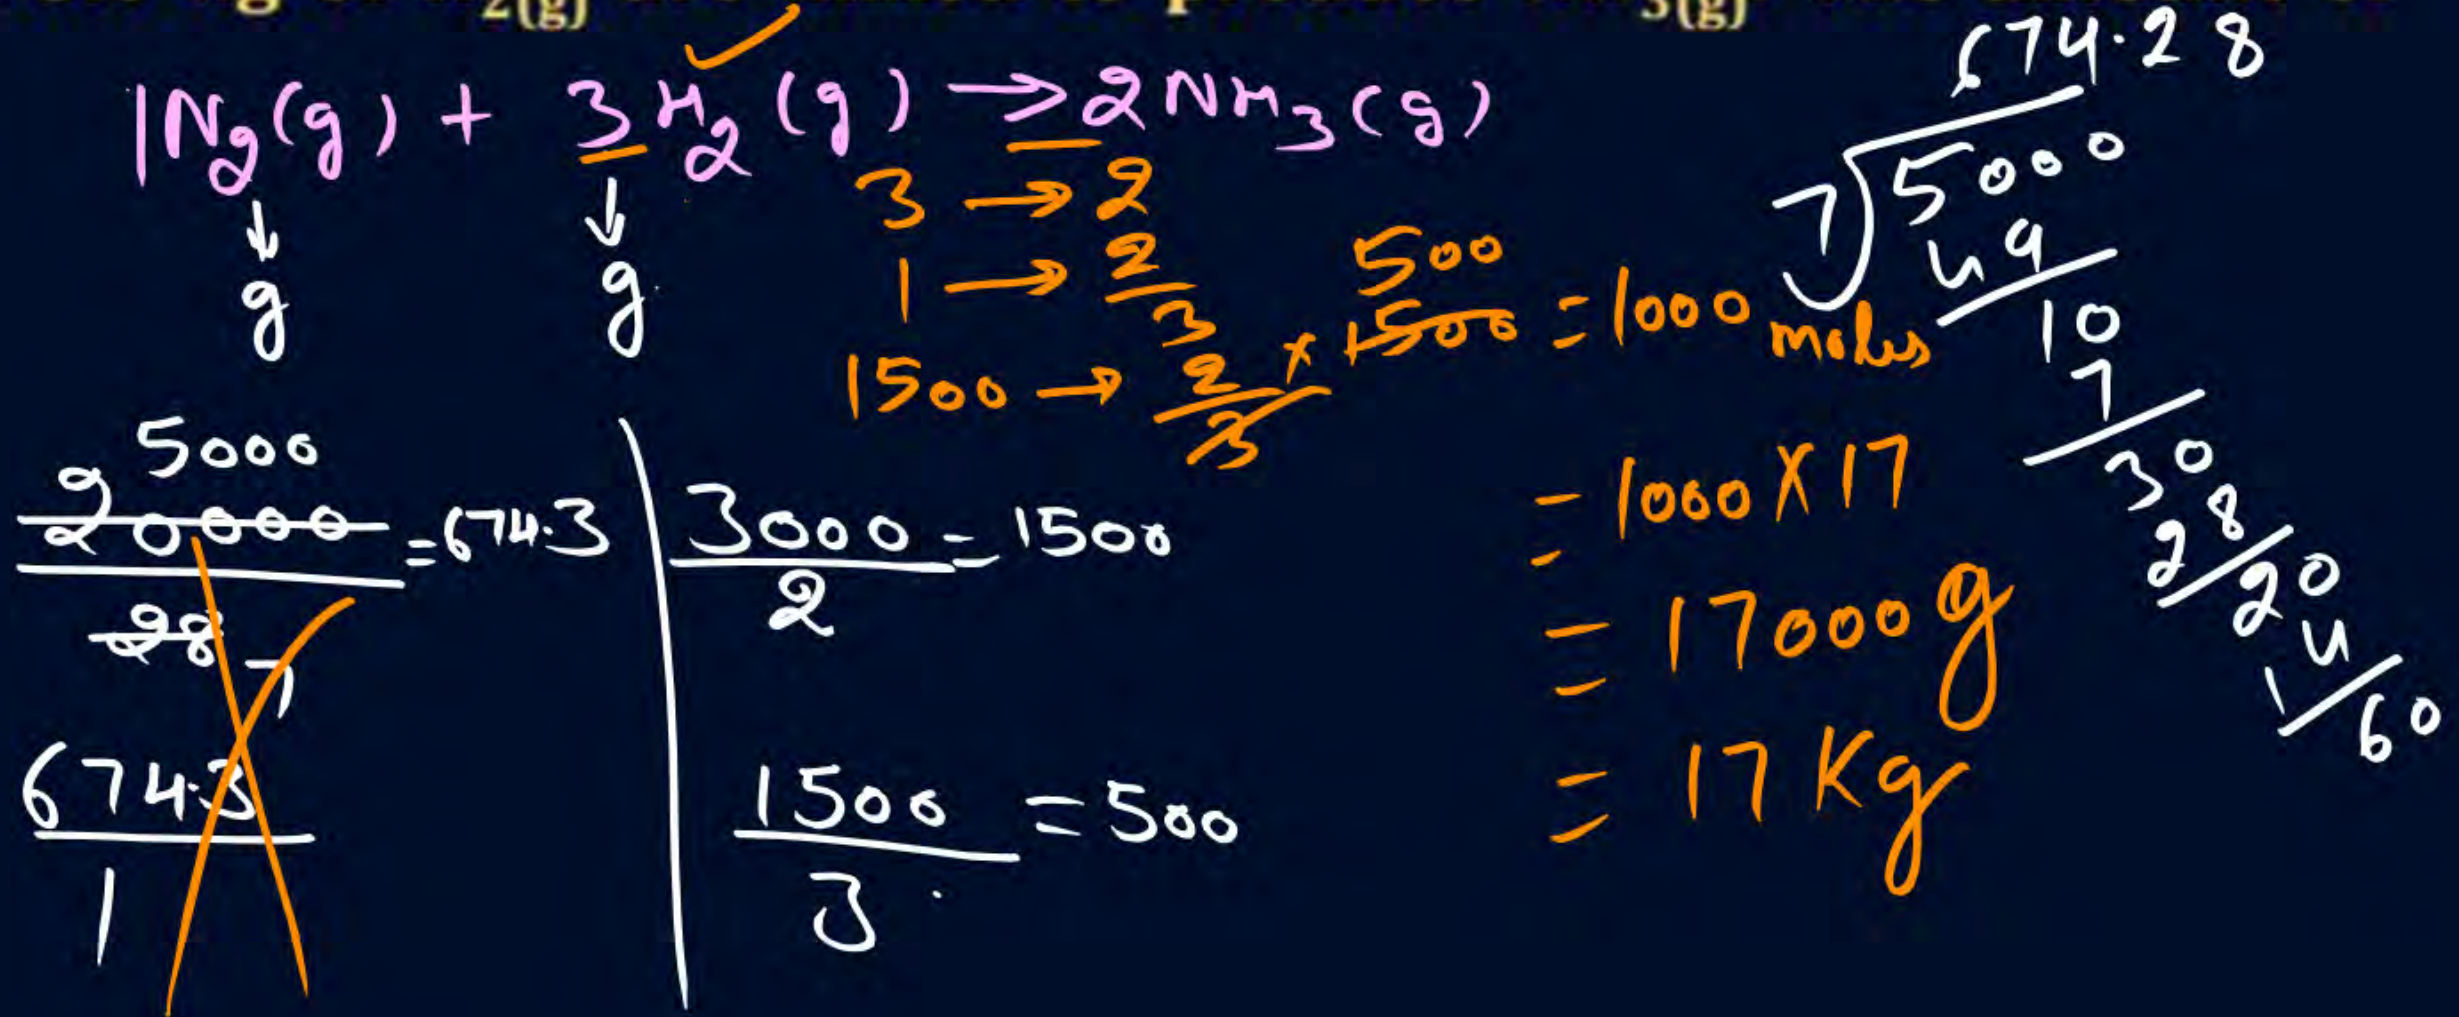 2(g)
3(g)
1N2(g) + 3H2(g) → 2NH3(g)
g
g
3 → 2
1 → 2/3
1500 → 2/3 × 1500 500 = 1000 moles
= 1000 X 17
= 17000 g
= 17 Kg
5000
20000/28 7 = 674.3
674.3/1
3000/2 = 1500
1500/3 = 500
674.28
7 5000
49
10
7
30
28
20
14
60